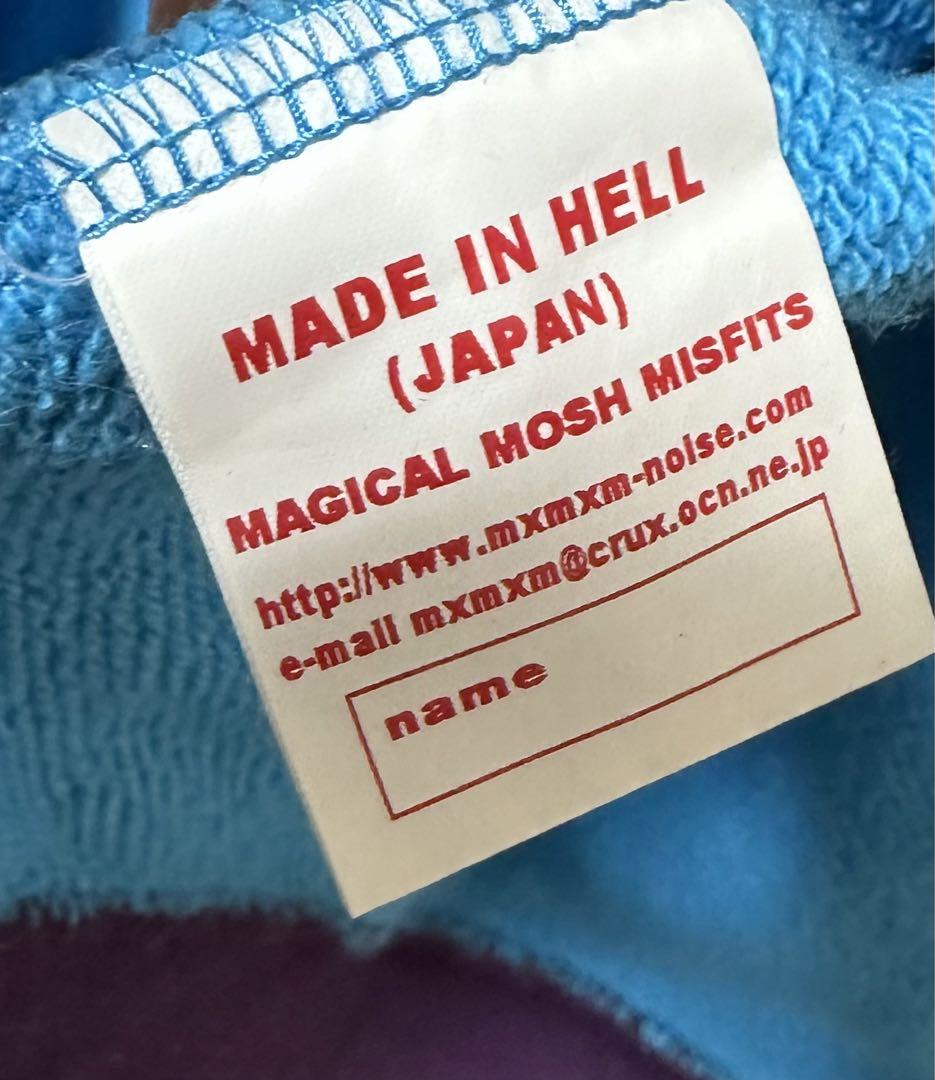 MADE IN HELL
(JAPAN)
MAGICAL MOSH MISFITS
http://www.mxmxm-noise.com
e-mail mxmxm@crux.ocn.ne.jp
name